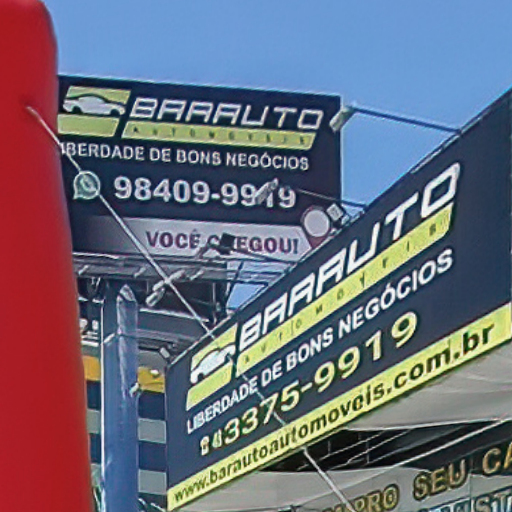 BARAUTO
AUTOMÓVEIS
LIBERDADE DE BONS NEGÓCIOS
98409-9919
VOCÊ CHEGOU!
BARAUTO
AUTOMÓVEIS
LIBERDADE DE BONS NEGÓCIOS
3375-9919
www.barautoautomoveis.com.br
SEU